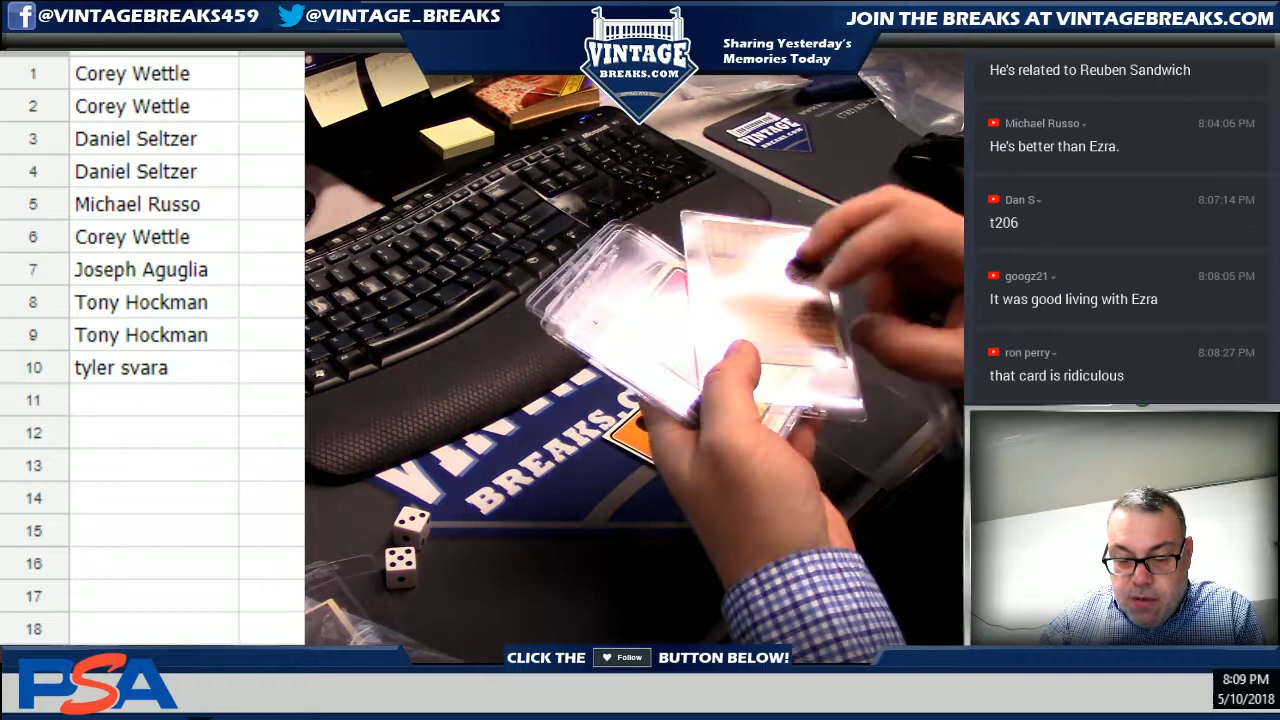 @VINTAGEBREAKS459
@VINTAGE_BREAKS
VINTAGE
BREAKS.COM
Sharing Yesterday's
Memories Today
JOIN THE BREAKS AT VINTAGEBREAKS.COM
1 Corey Wettle
2 Corey Wettle
3 Daniel Seltzer
4 Daniel Seltzer
5 Michael Russo
6 Corey Wettle
7 Joseph Aguglia
8 Tony Hockman
9 Tony Hockman
10 tyler svara
11
12
13
14
15
16
17
18
Microsoft
VINTAGE
BREAKS.COM
BREAKS.C
He's related to Reuben Sandwich
Michael Russo 8:04:06 PM
He's better than Ezra.
Dan S 8:07:14 PM
t206
googz21 8:08:05 PM
It was good living with Ezra
ron perry 8:08:27 PM
that card is ridiculous
CLICK THE Follow BUTTON BELOW!
PSA
8:09 PM
5/10/2018